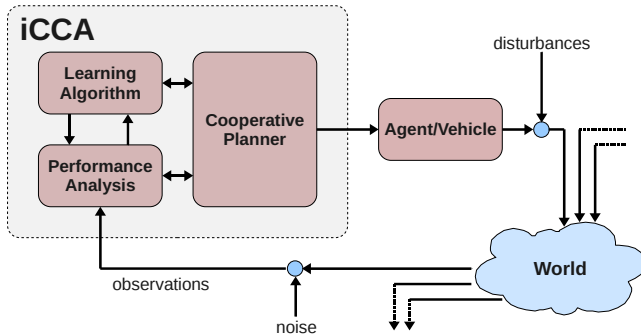 iCCA
Learning
Algorithm
Performance
Analysis
Cooperative
Planner
Agent/Vehicle
disturbances
World
observations
noise